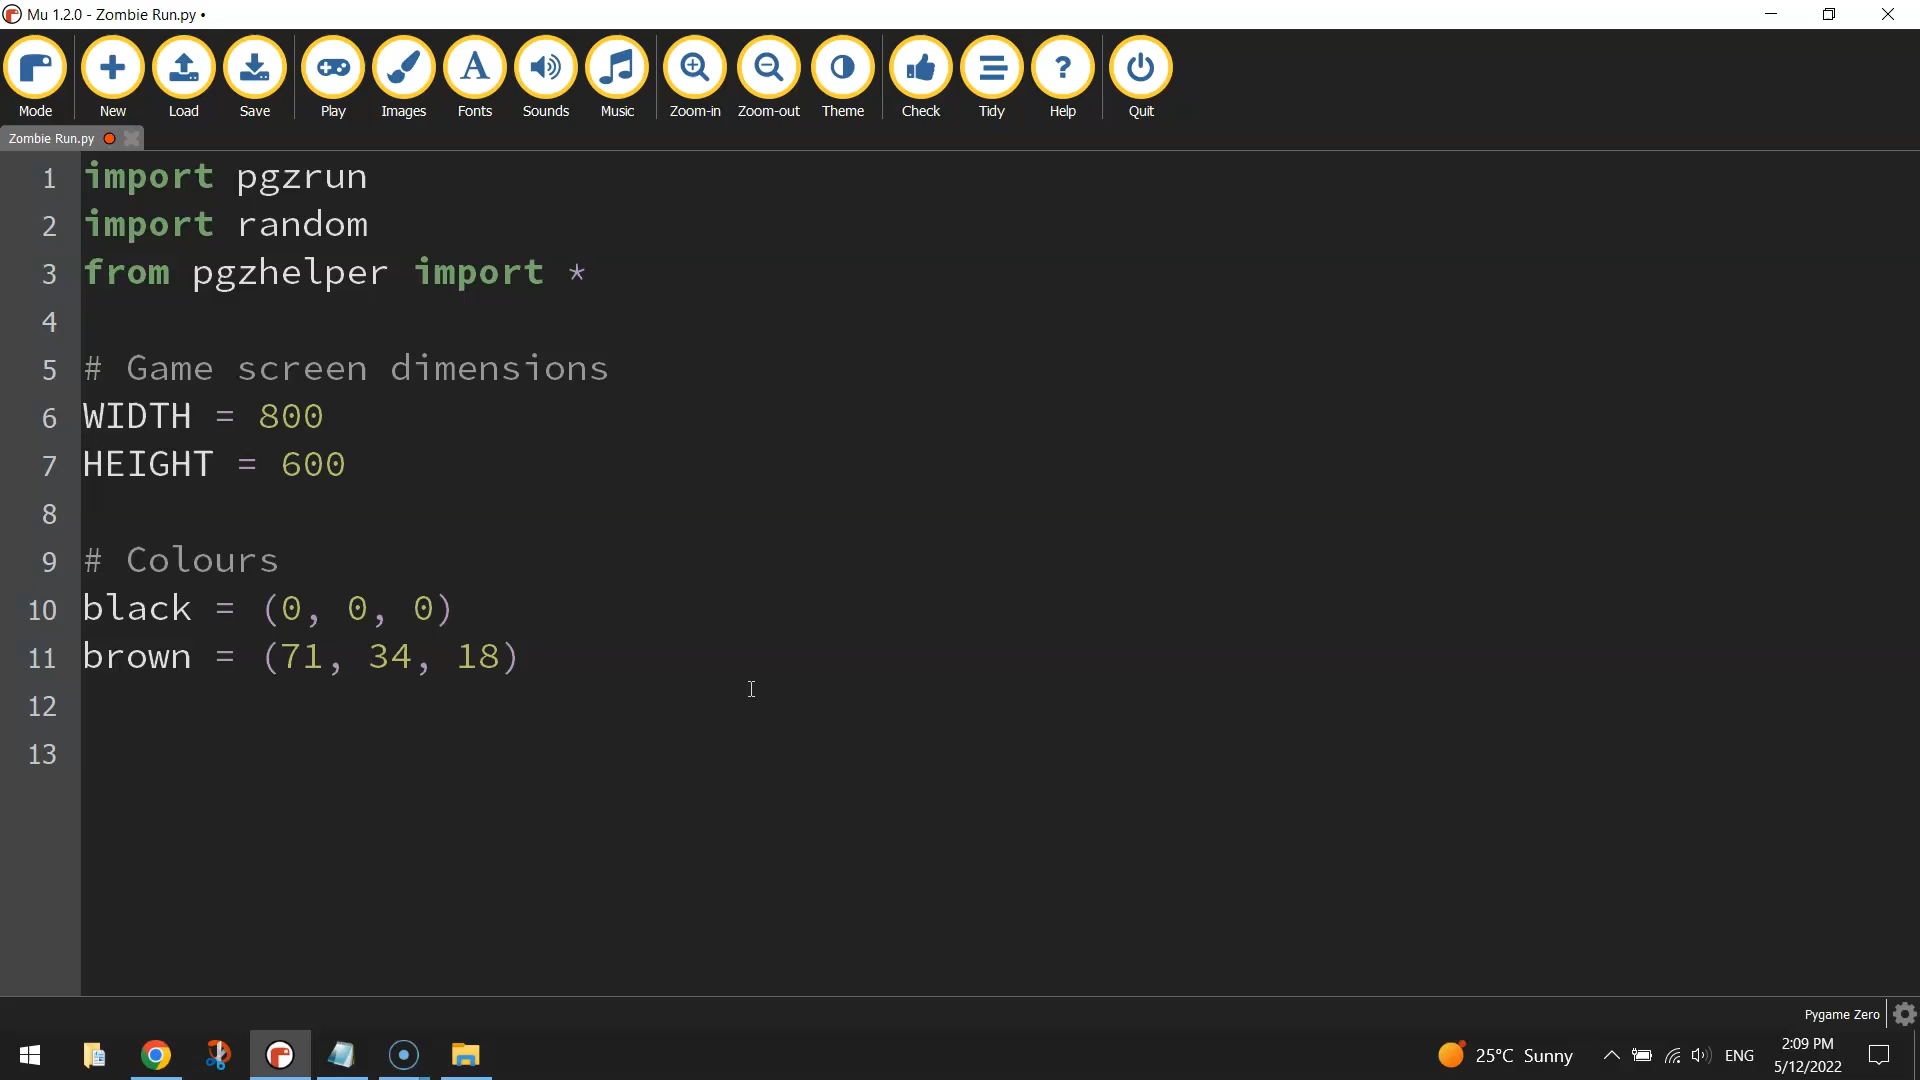 Mu 1.2.0 - Zombie Run.py •
Mode New Load Save Play Images Fonts Sounds Music Zoom-in Zoom-out Theme Check Tidy Help Quit
Zombie Run.py
1 import pgzrun
2 import random
3 from pgzhelper import *
4
5 # Game screen dimensions
6 WIDTH = 800
7 HEIGHT = 600
8
9 # Colours
10 black = (0, 0, 0)
11 brown = (71, 34, 18)
12
13
Pygame Zero
25°C Sunny ENG 2:09 PM
5/12/2022